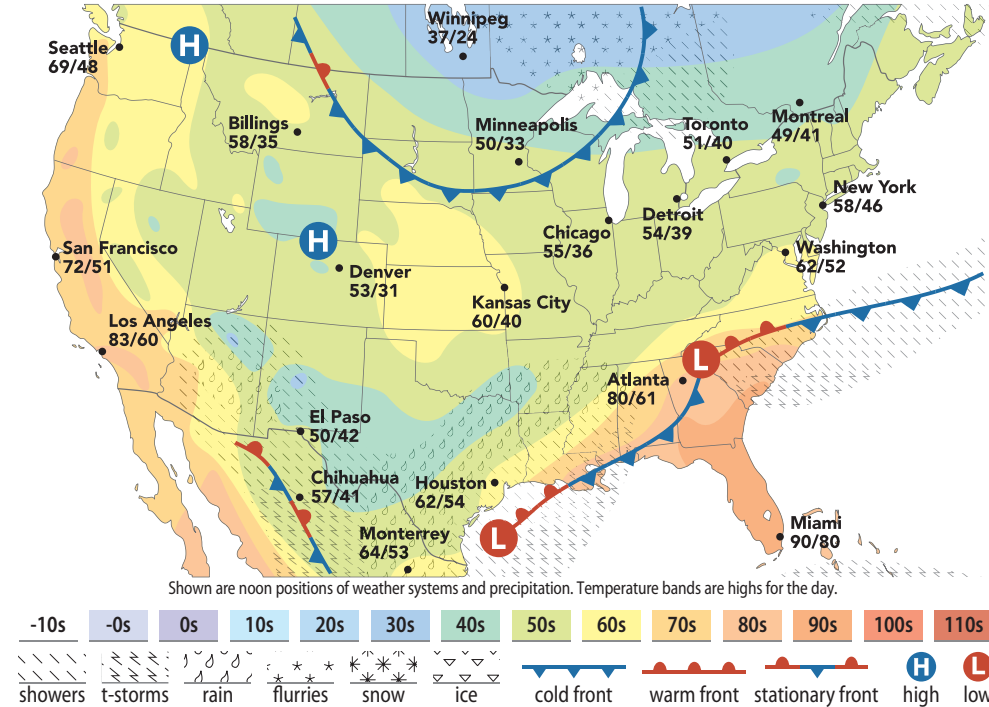 Winnipeg
37/24
Seattle
69/48
H
Billings
58/35
Minneapolis
50/33
Toronto
51/40
Montreal
49/41
New York
58/46
San Francisco
72/51
H
Denver
53/31
Chicago
55/36
Detroit
54/39
Washington
62/52
Kansas City
60/40
Los Angeles
83/60
L
Atlanta
80/61
El Paso
50/42
Chihuahua
57/41
Houston
62/54
Monterrey
64/53
L
Miami
90/80
Shown are noon positions of weather systems and precipitation. Temperature bands are highs for the day.
-10s -0s 0s 10s 20s 30s 40s 50s 60s 70s 80s 90s 100s 110s
H L
showers t-storms rain flurries snow ice cold front warm front stationary front high low